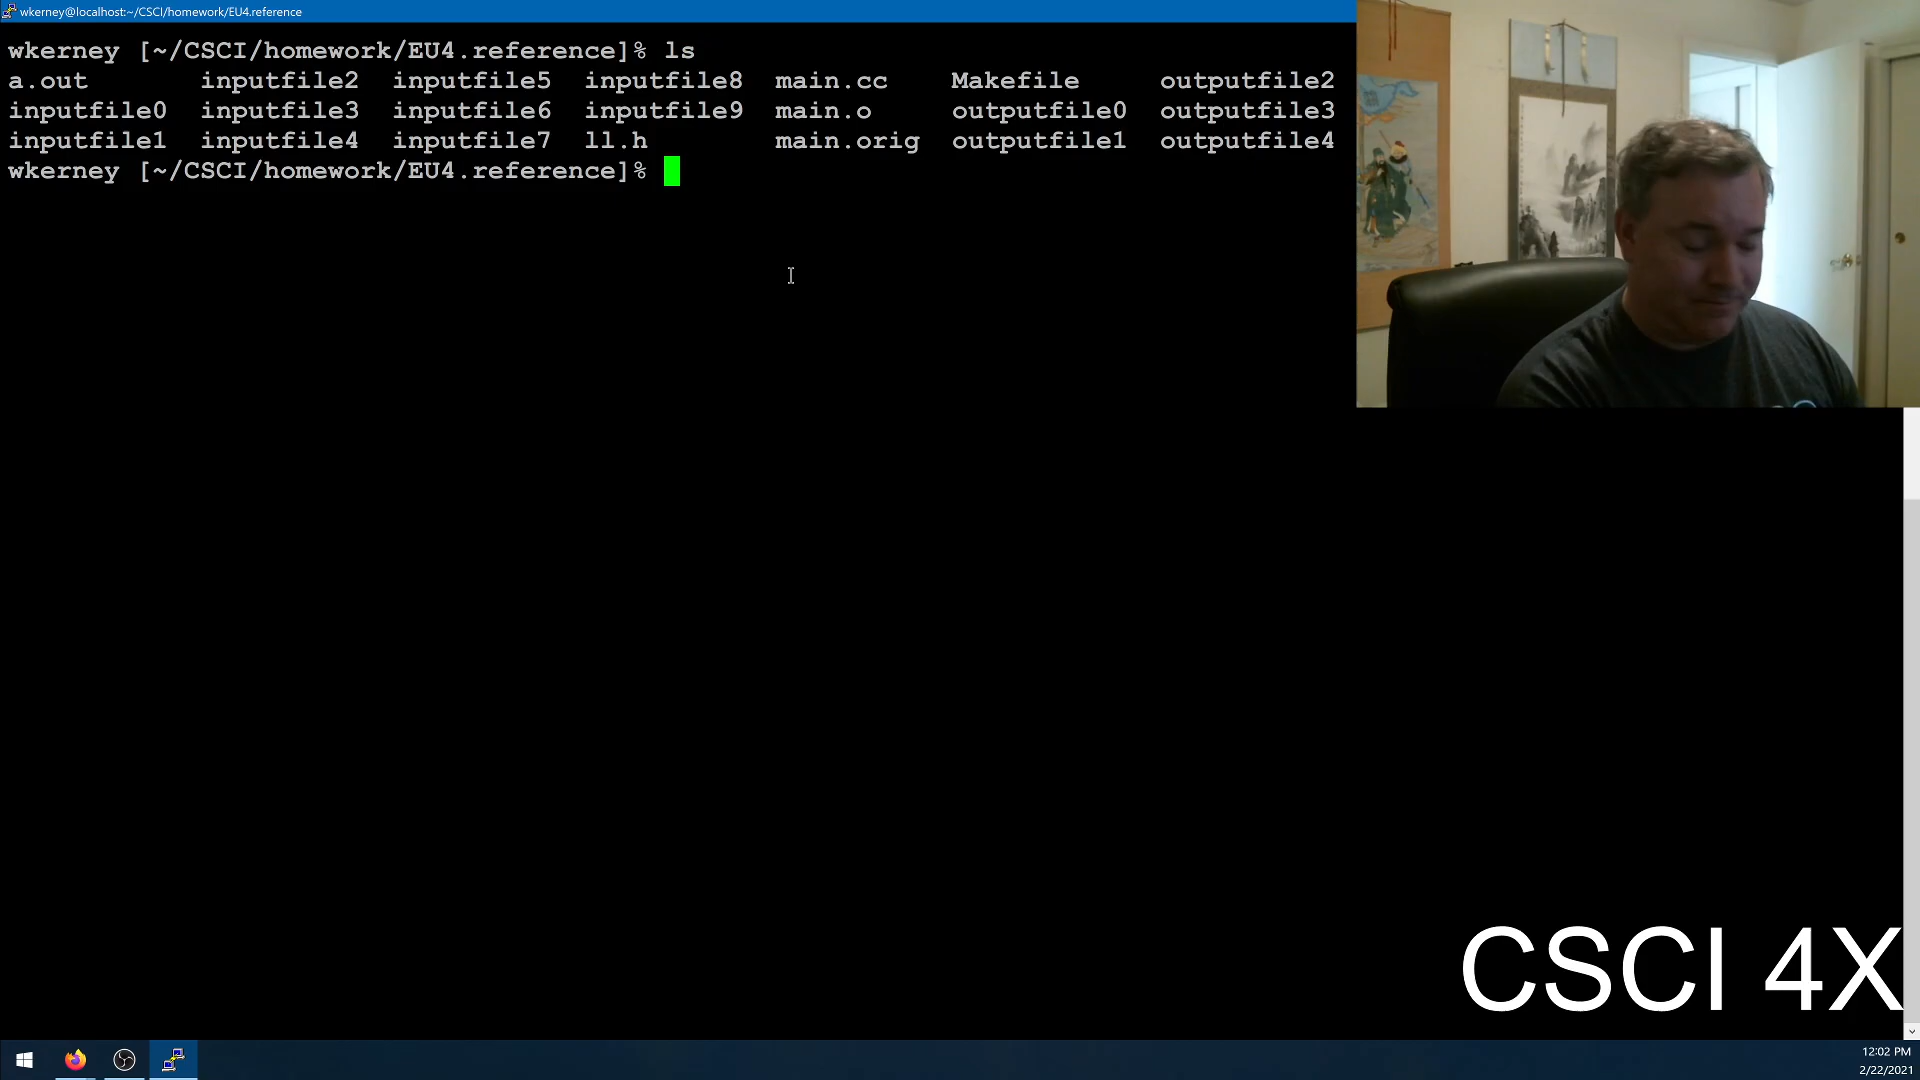 wkerney@localhost:~/CSCI/homework/EU4.reference
wkerney [~/CSCI/homework/EU4.reference]% ls
a.out inputfile2 inputfile5 inputfile8 main.cc Makefile outputfile2
inputfile0 inputfile3 inputfile6 inputfile9 main.o outputfile0 outputfile3
inputfile1 inputfile4 inputfile7 ll.h main.orig outputfile1 outputfile4
wkerney [~/CSCI/homework/EU4.reference]%
CSCI 4X
12:02 PM
2/22/2021